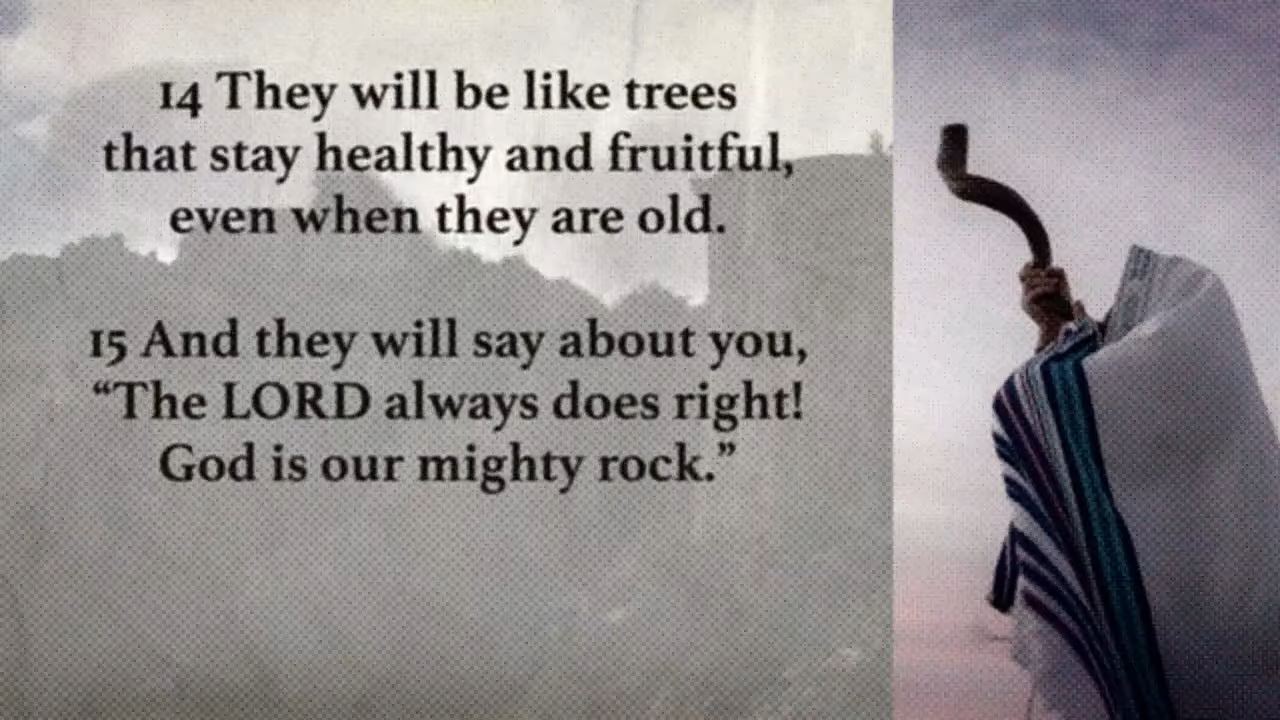 14 They will be like trees
that stay healthy and fruitful,
even when they are old.
15 And they will say about you,
“The LORD always does right!
God is our mighty rock.”